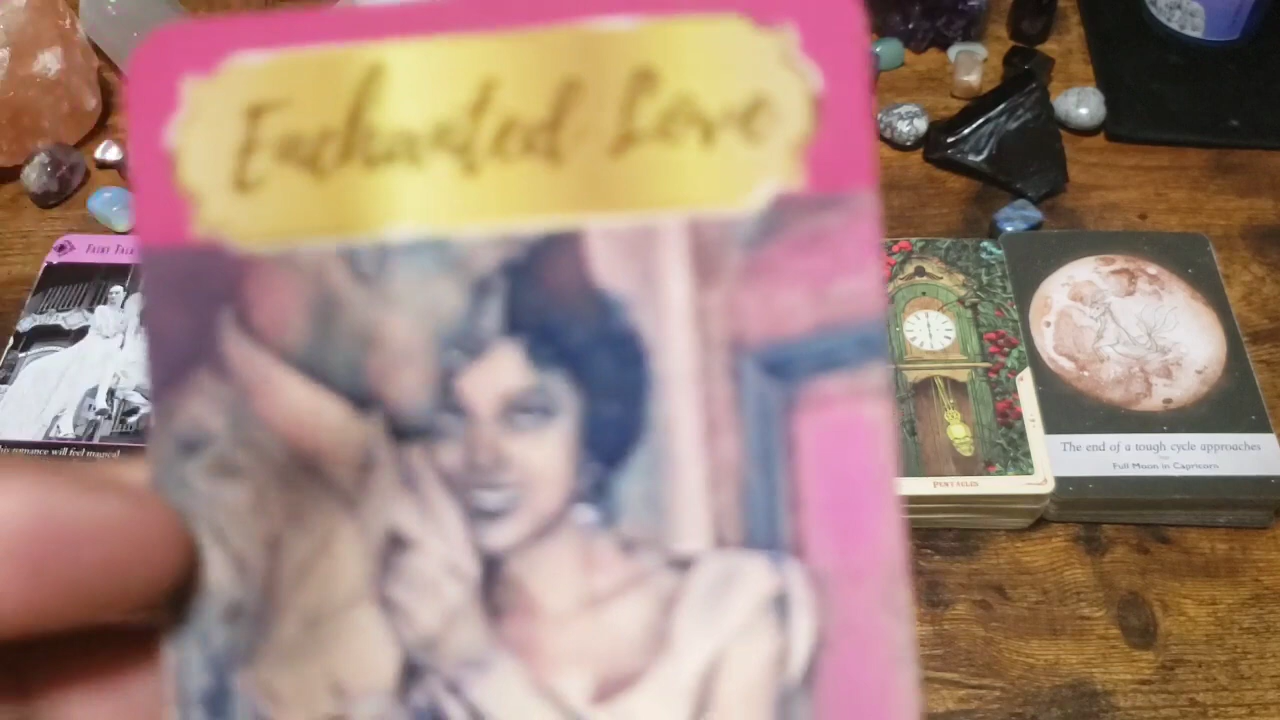 Enchanted Love
FAIRY TALE
his romance will feel magical
PENTACLES
The end of a tough cycle approaches
Full Moon in Capricorn